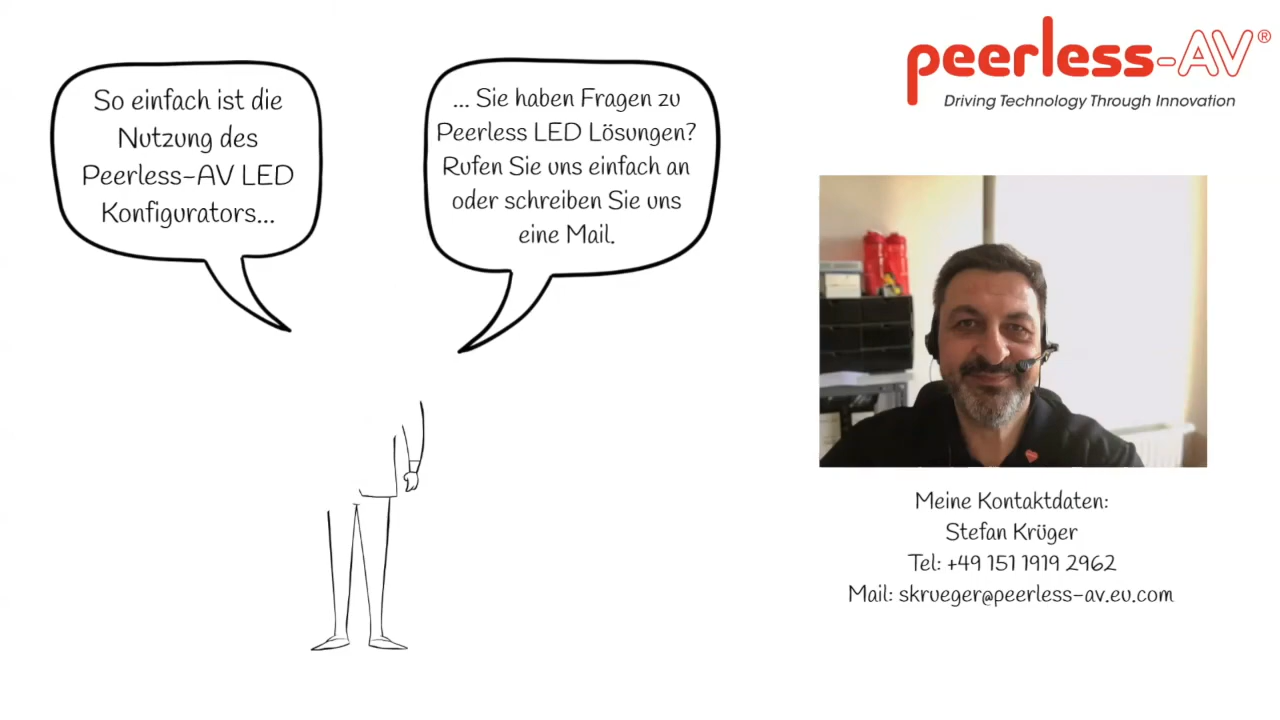 So einfach ist die
Nutzung des
Peerless-AV LED
Konfigurators...
... Sie haben Fragen zu
Peerless LED Lösungen?
Rufen Sie uns einfach an
oder schreiben Sie uns
eine Mail.
peerless-AV®
Driving Technology Through Innovation
Meine Kontaktdaten:
Stefan Krüger
Tel: +49 151 1919 2962
Mail: skrueger@peerless-av.eu.com